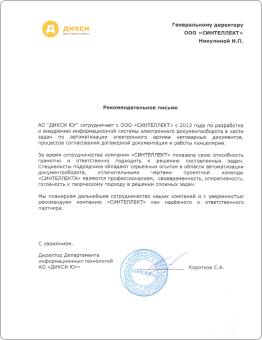 ДИКСИ
Генеральному директору
ООО «СИНТЕЛЛЕКТ»
Никулиной И.П.
Рекомендательное письмо
АО "ДИКСИ Юг" сотрудничает с ООО «СИНТЕЛЛЕКТ» с 2013 года по разработке
и внедрению информационной системы электронного документооборота в части
задач по автоматизации электронного архива нетоварных документов,
процессов согласования договорной документации и работы канцелярии.
За время сотрудничества компания «СИНТЕЛЛЕКТ» показала свою способность
грамотно и ответственно подходить к решению поставленных задач.
Специалисты подрядчика обладают серьезным опытом в области автоматизации
документооборота, отличительными чертами проектной команды
«СИНТЕЛЛЕКТА» являются профессионализм, своевременность, оперативность,
готовность к творческому подходу в решении сложных задач.
Мы планируем дальнейшее сотрудничество наших компаний и с уверенностью
рекомендуем компанию «СИНТЕЛЛЕКТ» как надёжного и ответственного
партнера.
С уважением,
Директор Департамента
информационных технологий
АО «ДИКСИ Юг»
Коротков С.А.